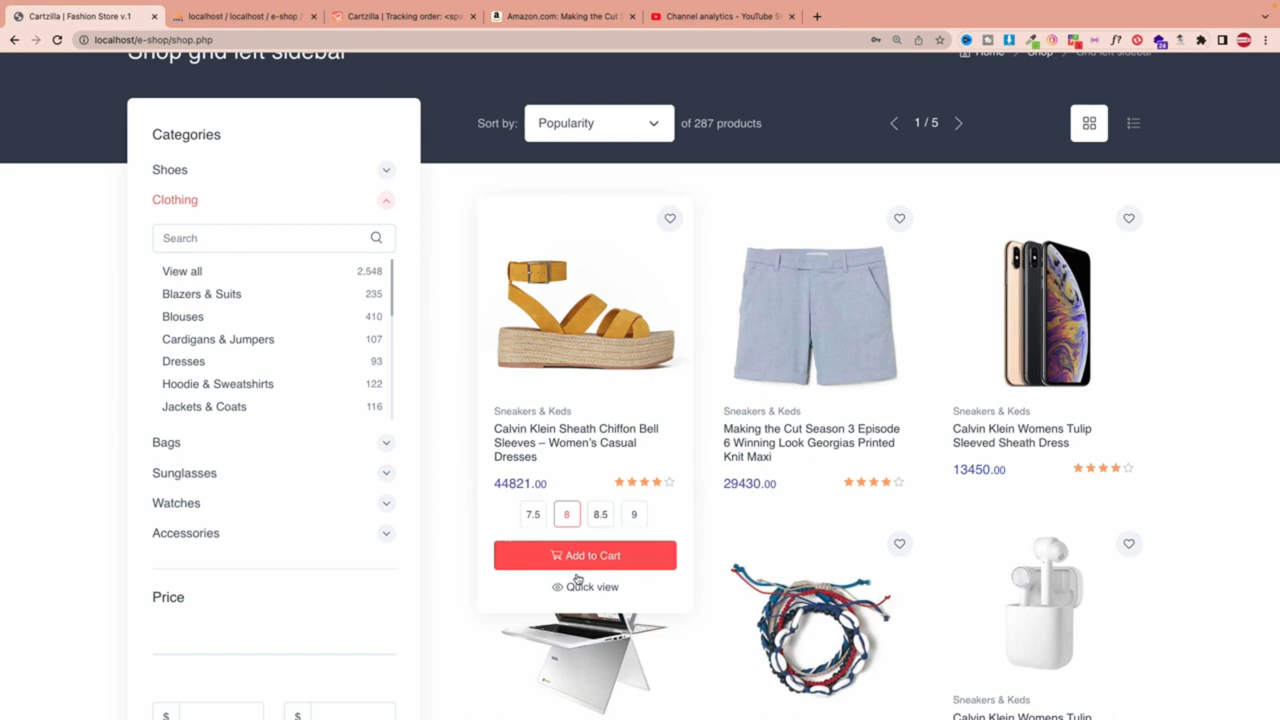 Cartzilla | Fashion Store v.1
localhost / localhost / e-shop /
Cartzilla | Tracking order: <spa
Amazon.com: Making the Cut S
Channel analytics - YouTube S
localhost/e-shop/shop.php
24
Shop grid left sidebar
Home
Shop
Grid left sidebar
Sort by:
Popularity
of 287 products
1 / 5
Categories
Shoes
Clothing
Search
View all 2,548
Blazers & Suits 235
Blouses 410
Cardigans & Jumpers 107
Dresses 93
Hoodie & Sweatshirts 122
Jackets & Coats 116
Bags
Sunglasses
Watches
Accessories
Price
$
$
Sneakers & Keds
Calvin Klein Sheath Chiffon Bell
Sleeves – Women's Casual
Dresses
44821.00
7.5 8 8.5 9
Add to Cart
Quick view
Sneakers & Keds
Making the Cut Season 3 Episode
6 Winning Look Georgias Printed
Knit Maxi
29430.00
Sneakers & Keds
Calvin Klein Womens Tulip
Sleeved Sheath Dress
13450.00
Sneakers & Keds
Calvin Klein Womens Tulip